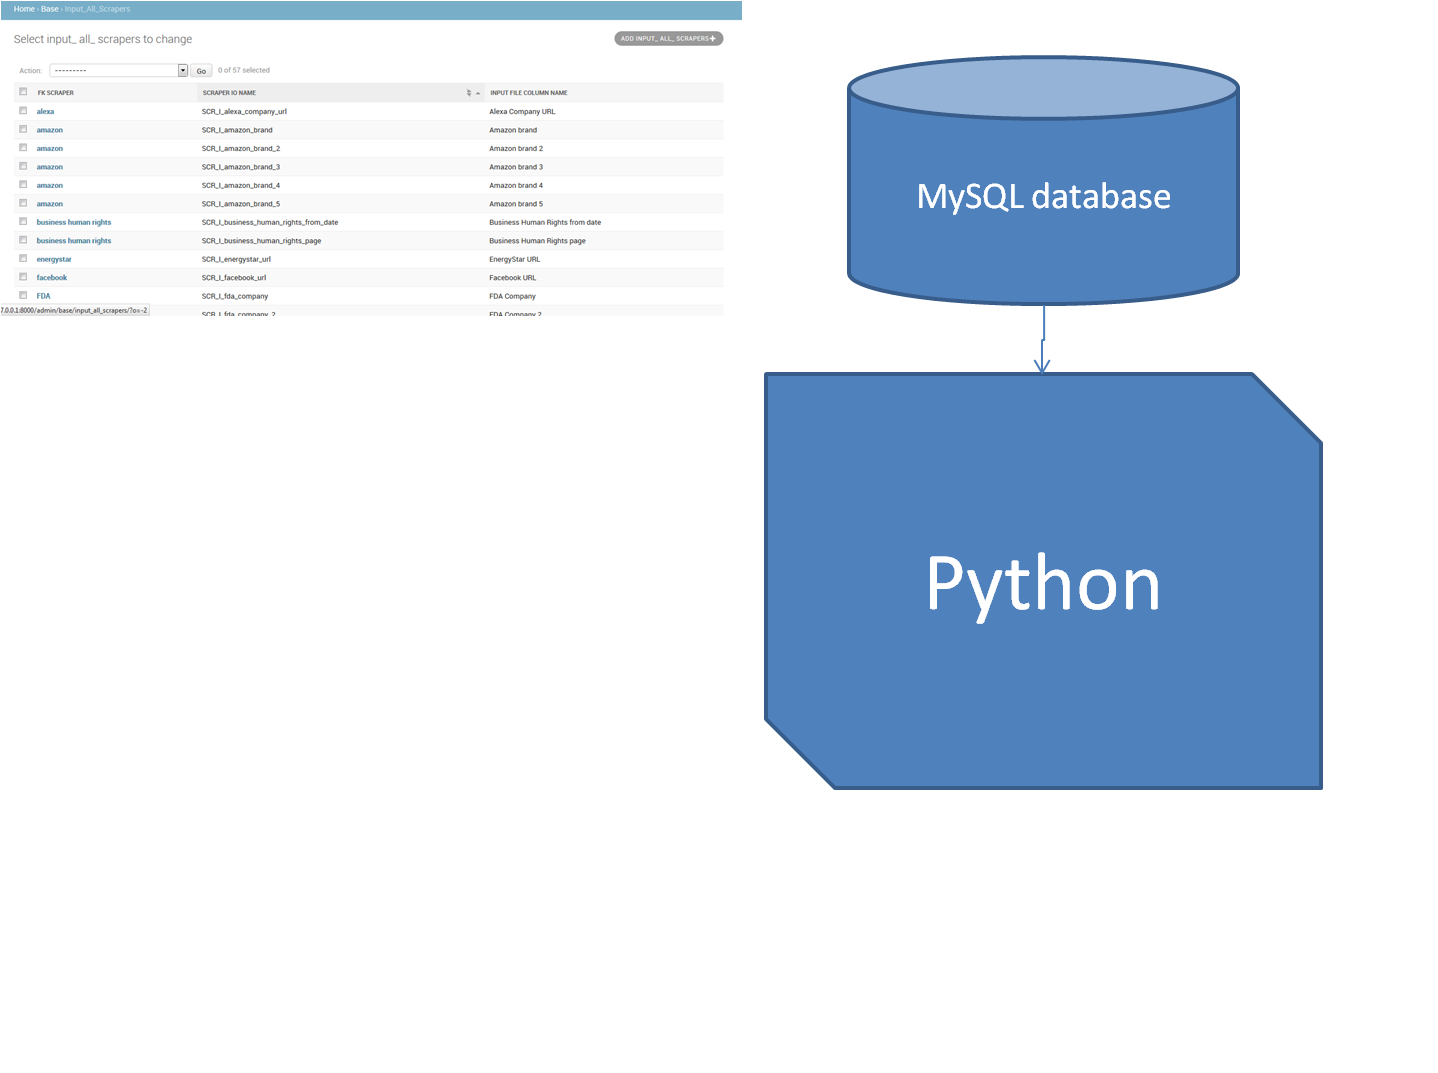 Home › Base › Input_All_Scrapers
Select input_ all_ scrapers to change
ADD INPUT_ ALL_ SCRAPERS
Action: --------- Go 0 of 57 selected
FK SCRAPER SCRAPER IO NAME INPUT FILE COLUMN NAME
alexa SCR_I_alexa_company_url Alexa Company URL
amazon SCR_I_amazon_brand Amazon brand
amazon SCR_I_amazon_brand_2 Amazon brand 2
amazon SCR_I_amazon_brand_3 Amazon brand 3
amazon SCR_I_amazon_brand_4 Amazon brand 4
amazon SCR_I_amazon_brand_5 Amazon brand 5
business human rights SCR_I_business_human_rights_from_date Business Human Rights from date
business human rights SCR_I_business_human_rights_page Business Human Rights page
energystar SCR_I_energystar_url EnergyStar URL
facebook SCR_I_facebook_url Facebook URL
FDA SCR_I_fda_company FDA Company
SCR_I_fda_company_2 FDA Company 2
7.0.0.1:8000/admin/base/input_all_scrapers/?o=-2
MySQL database
Python